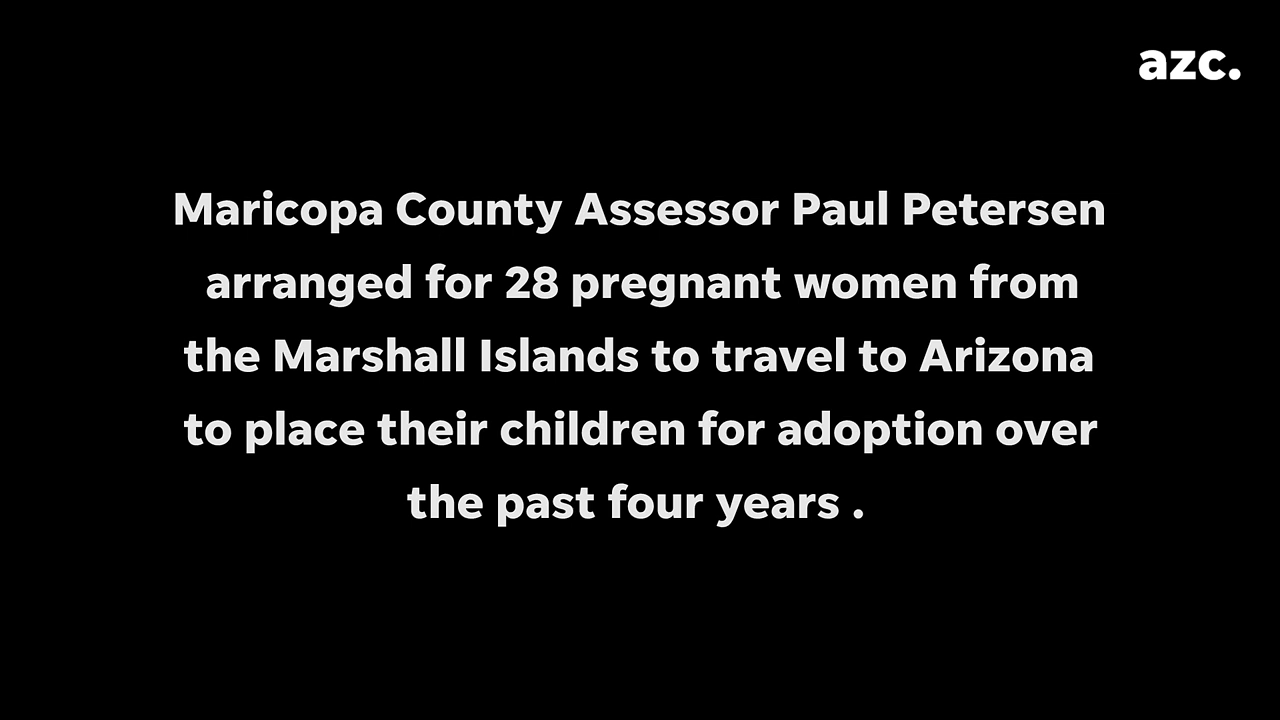 azc.
Maricopa County Assessor Paul Petersen
arranged for 28 pregnant women from
the Marshall Islands to travel to Arizona
to place their children for adoption over
the past four years .